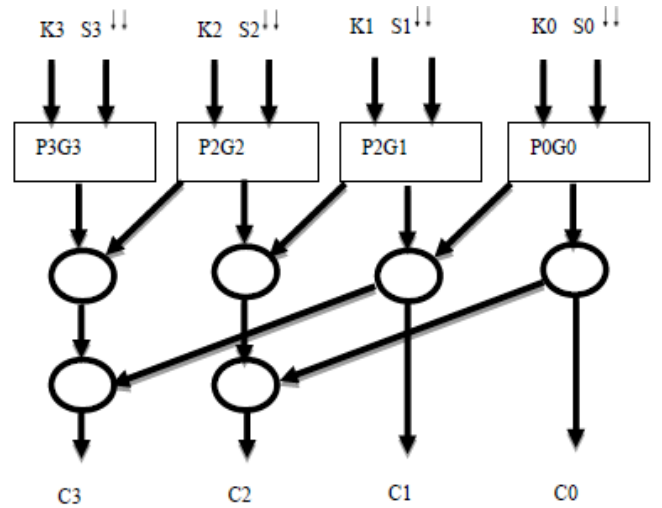 K3 S3 ↓↓ K2 S2 ↓↓ K1 S1 ↓↓ K0 S0 ↓↓
P3G3 P2G2 P2G1 P0G0
C3 C2 C1 C0